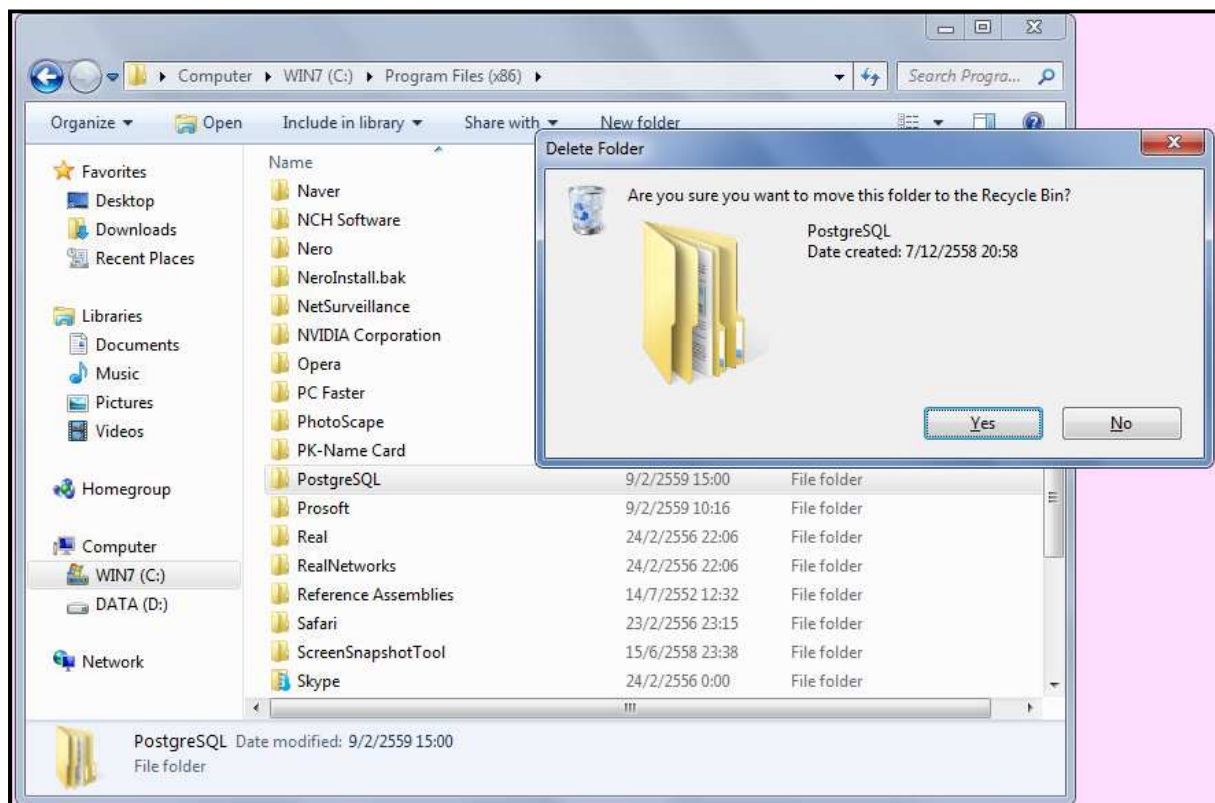 Computer ▸ WIN7 (C:) ▸ Program Files (x86) ▸
Search Progra...
Organize Open Include in library Share with New folder
Favorites
Desktop
Downloads
Recent Places
Libraries
Documents
Music
Pictures
Videos
Homegroup
Computer
WIN7 (C:)
DATA (D:)
Network
Name
Naver
NCH Software
Nero
NeroInstall.bak
NetSurveillance
NVIDIA Corporation
Opera
PC Faster
PhotoScape
PK-Name Card
PostgreSQL 9/2/2559 15:00 File folder
Prosoft 9/2/2559 10:16 File folder
Real 24/2/2556 22:06 File folder
RealNetworks 24/2/2556 22:06 File folder
Reference Assemblies 14/7/2552 12:32 File folder
Safari 23/2/2556 23:15 File folder
ScreenSnapshotTool 15/6/2558 23:38 File folder
Skype 24/2/2556 0:00 File folder
Delete Folder
Are you sure you want to move this folder to the Recycle Bin?
PostgreSQL
Date created: 7/12/2558 20:58
Yes No
PostgreSQL Date modified: 9/2/2559 15:00
File folder